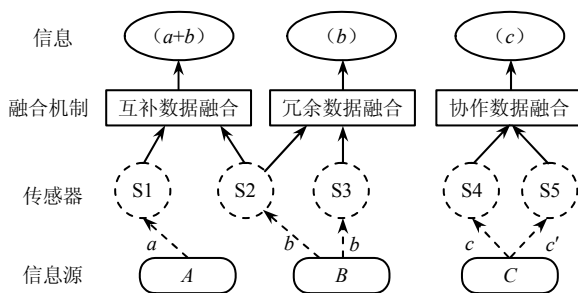 信息 （a+b） （b） （c）
融合机制 互补数据融合 冗余数据融合 协作数据融合
传感器 S1 S2 S3 S4 S5
a b b c c′
信息源 A B C